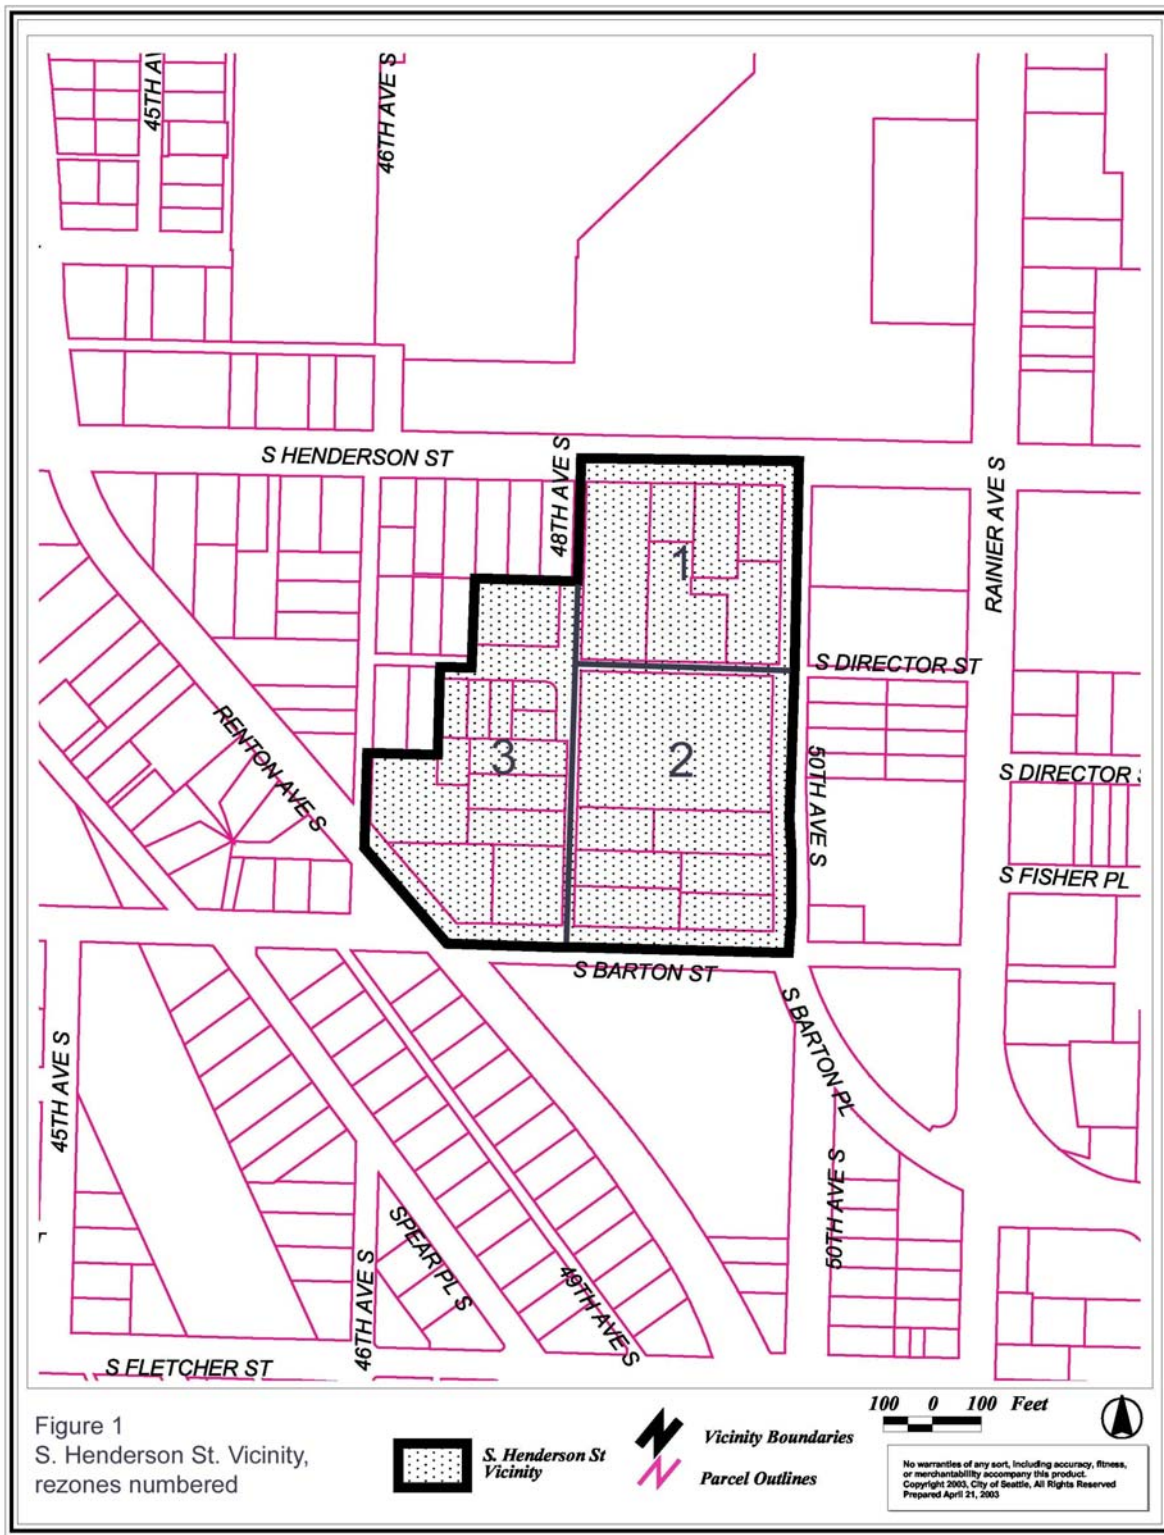 45TH AV
46TH AVE S
S HENDERSON ST
48TH AVE S
RAINIER AVE S
1
S DIRECTOR ST
RENTON AVE S
3
2
50TH AVE S
S DIRECTOR
S FISHER PL
S BARTON ST
S BARTON PL
45TH AVE S
50TH AVE S
SPEAR PL S
46TH AVE S
49TH AVE S
S FLETCHER ST
Figure 1
S. Henderson St. Vicinity,
rezones numbered
S. Henderson St
Vicinity
Vicinity Boundaries
Parcel Outlines
100 0 100 Feet
No warranties of any sort, including accuracy, fitness,
or merchantability accompany this product.
Copyright 2003, City of Seattle, All Rights Reserved
Prepared April 21, 2003